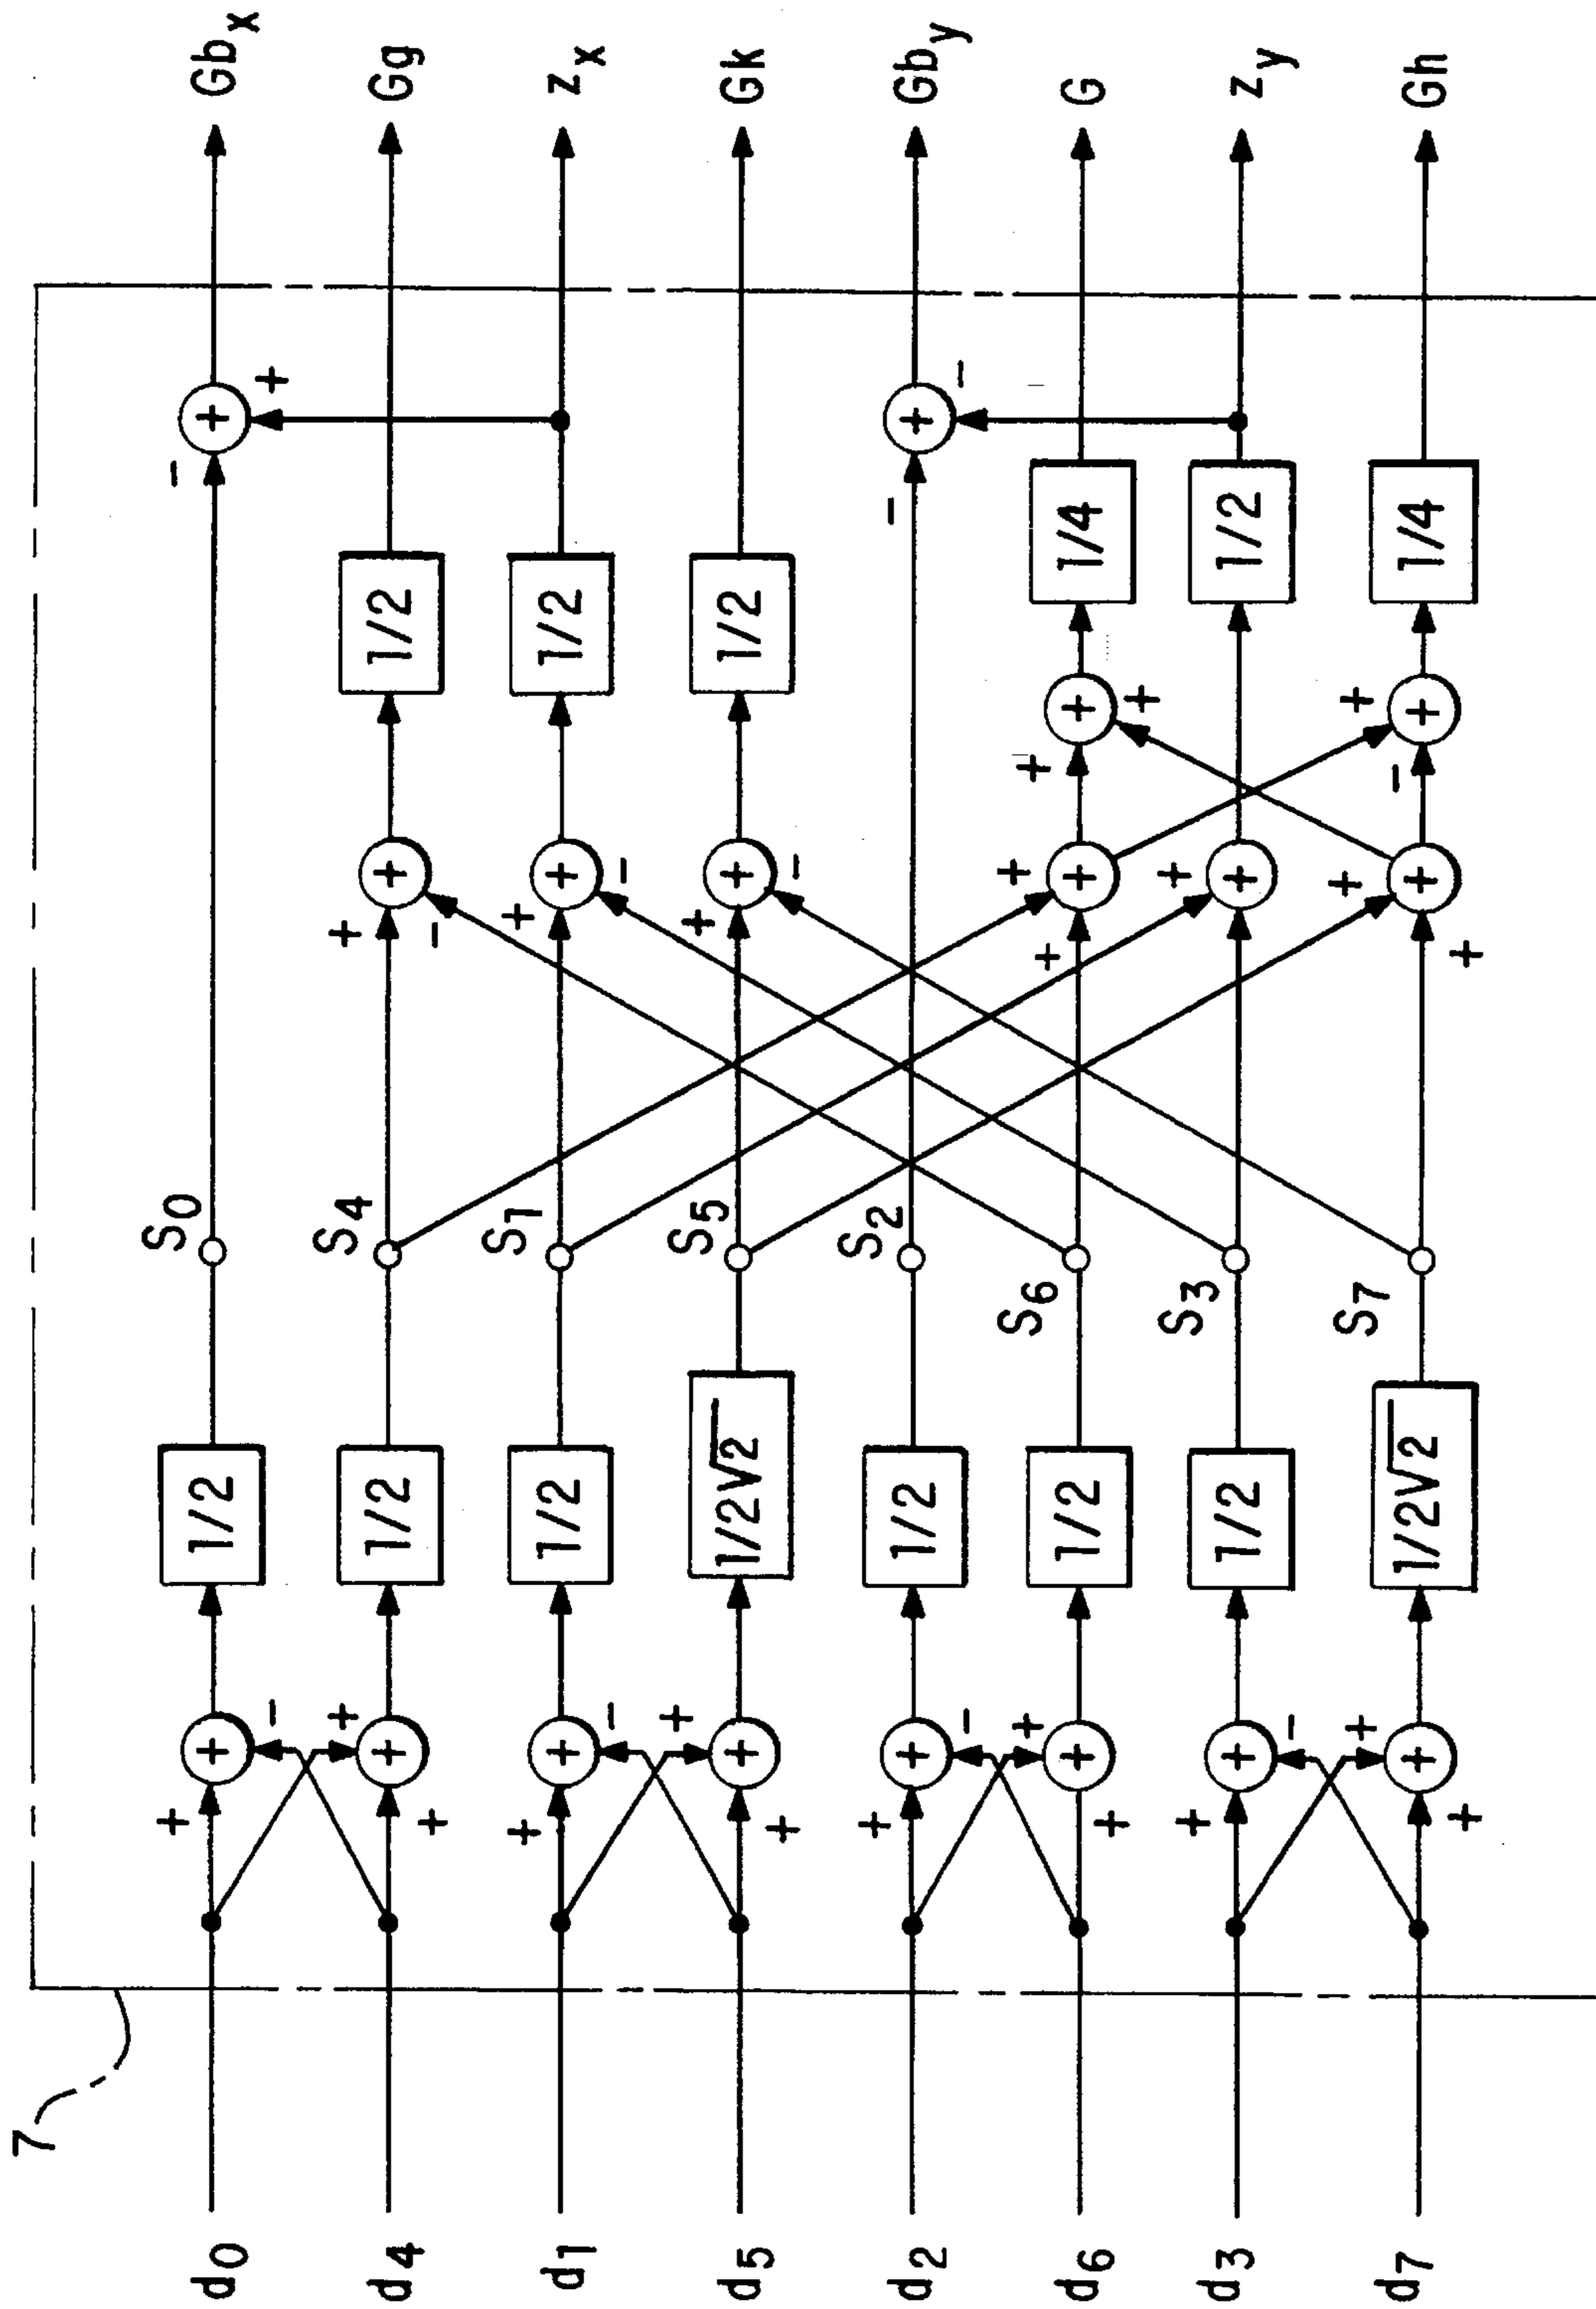 7
d0
d4
d1
d5
d2
d6
d3
d7
+ + - +
+ + - +
+ + - +
+ + - +
+ + - +
+ + - +
+ + - +
+ + - +
1/2
1/2
1/2
1/2√2
1/2
1/2
1/2
1/2√2
S0
S4
S1
S5
S2
S6
S3
S7
+ + -
+ + -
+ + -
+ + +
+ +
+ + +
+ + +
+ + -
1/2
1/2
1/2
1/4
1/2
1/4
- + +
- + -
Gbx
Gg
zx
Gk
Gby
G
zy
Gh